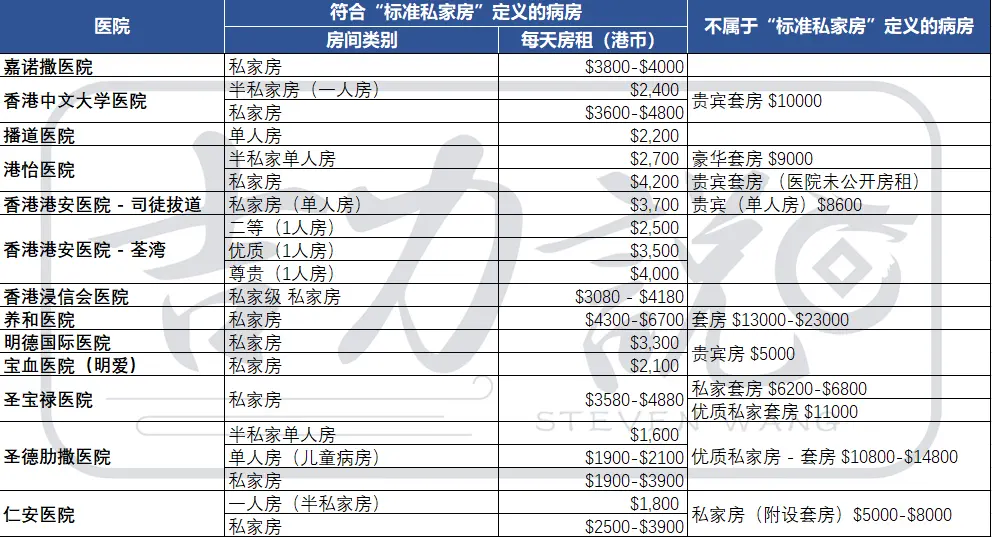 医院
符合“标准私家房”定义的病房
不属于“标准私家房”定义的病房
房间类别
每天房租（港币）
嘉诺撒医院 私家房 $3800-$4000
香港中文大学医院 半私家房（一人房） $2,400 贵宾套房 $10000
私家房 $3600-$4800
播道医院 单人房 $2,200
港怡医院 半私家单人房 $2,700 豪华套房 $9000
私家房 $4,200 贵宾套房 （医院未公开房租）
香港港安医院 - 司徒拔道 私家房（单人房） $3,700 贵宾（单人房）$8600
香港港安医院 - 荃湾 二等（1人房） $2,500
优质（1人房） $3,500
尊贵（1人房） $4,000
香港浸信会医院 私家级 私家房 $3080 - $4180
养和医院 私家房 $4300-$6700 套房 $13000-$23000
明德国际医院 私家房 $3,300 贵宾房 $5000
宝血医院（明爱） 私家房 $2,100
圣宝禄医院 私家房 $3580-$4880 私家套房 $6200-$6800
优质私家套房 $11000
圣德肋撒医院 半私家单人房 $1,600 优质私家房 - 套房 $10800-$14800
单人房（儿童病房） $1900-$2100
私家房 $1900-$3900
仁安医院 一人房（半私家房） $1,800 私家房（附设套房）$5000-$8000
私家房 $2500-$3900
STEVEN WANG